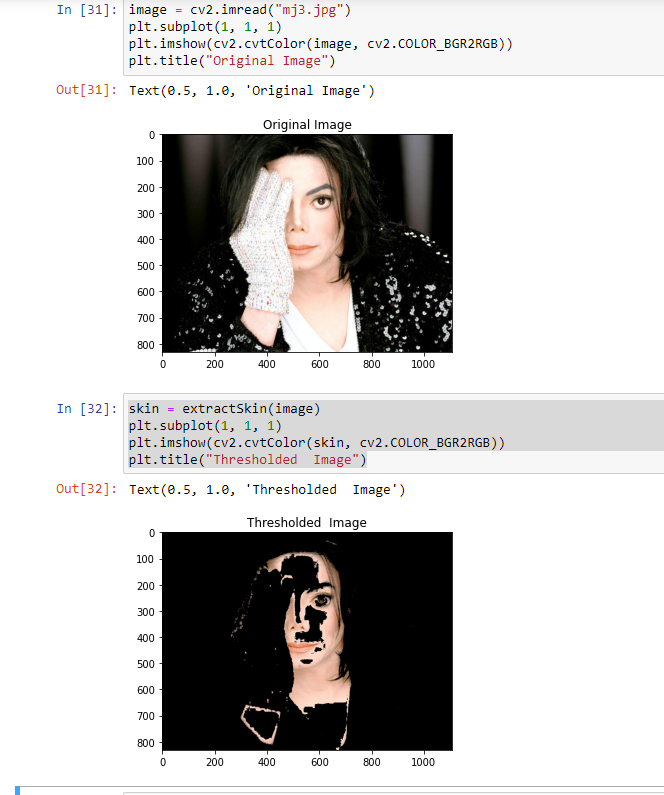 In [31]: image = cv2.imread("mj3.jpg")
plt.subplot(1, 1, 1)
plt.imshow(cv2.cvtColor(image, cv2.COLOR_BGR2RGB))
plt.title("Original Image")
Out[31]: Text(0.5, 1.0, 'Original Image')
Original Image
0
100
200
300
400
500
600
700
800
0 200 400 600 800 1000
In [32]: skin = extractSkin(image)
plt.subplot(1, 1, 1)
plt.imshow(cv2.cvtColor(skin, cv2.COLOR_BGR2RGB))
plt.title("Thresholded  Image")
Out[32]: Text(0.5, 1.0, 'Thresholded  Image')
Thresholded  Image
0
100
200
300
400
500
600
700
800
0 200 400 600 800 1000